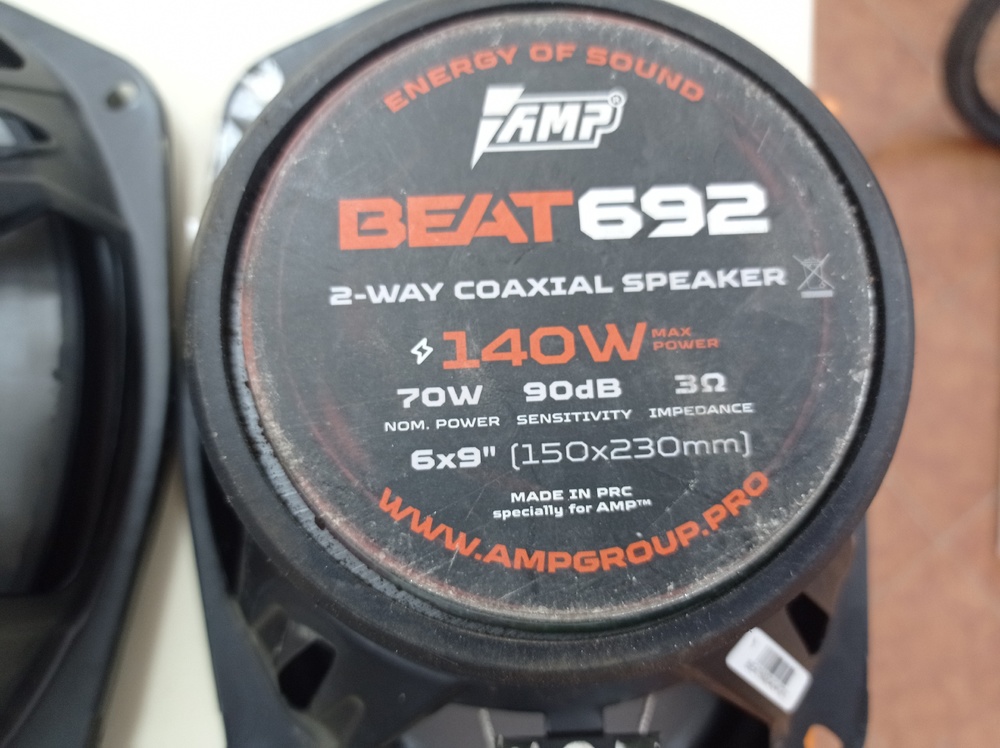 ENERGY OF SOUND
AMP®
BEAT692
2-WAY COAXIAL SPEAKER
140W MAX POWER
70W 90dB 3Ω
NOM. POWER SENSITIVITY IMPEDANCE
6x9" (150x230mm)
MADE IN PRC
specially for AMP™
WWW.AMPGROUP.PRO